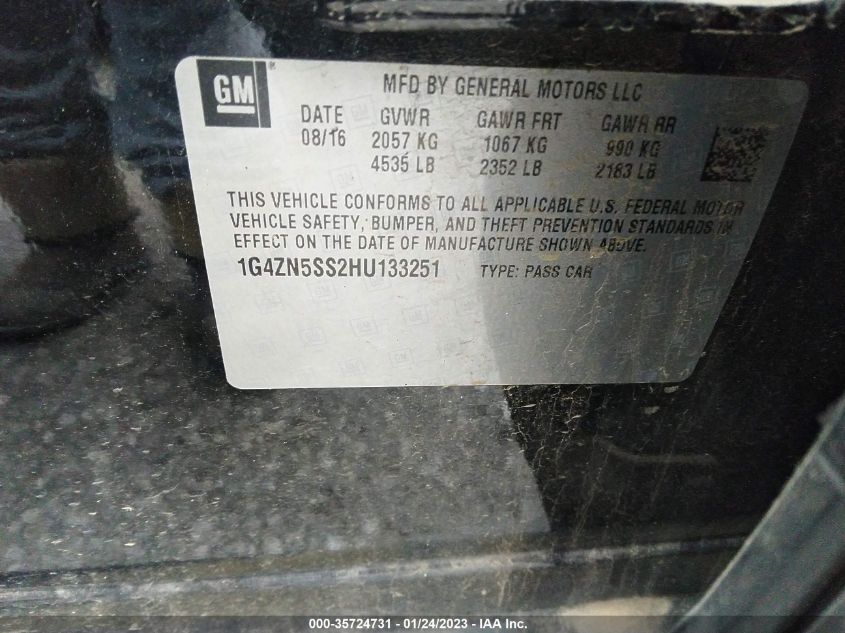 GM ®
MFD BY GENERAL MOTORS LLC
DATE GVWR GAWR FRT GAWR RR
08/16 2057 KG 1067 KG 990 KG
4535 LB 2352 LB 2183 LB
THIS VEHICLE CONFORMS TO ALL APPLICABLE U.S. FEDERAL MOTOR
VEHICLE SAFETY, BUMPER, AND THEFT PREVENTION STANDARDS IN
EFFECT ON THE DATE OF MANUFACTURE SHOWN ABOVE.
1G4ZN5SS2HU133251 TYPE: PASS CAR
000-35724731 - 01/24/2023 - IAA Inc.